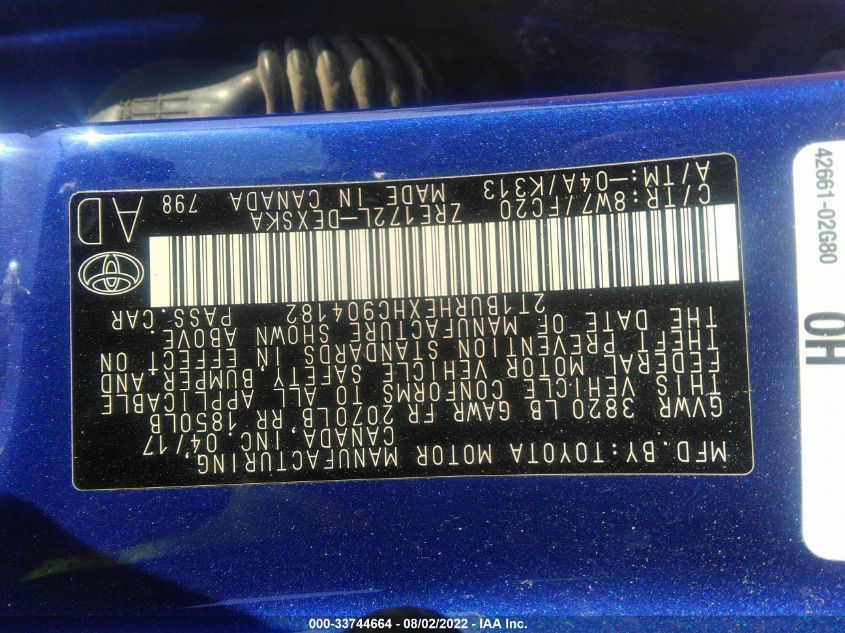 MFD. BY:TOYOTA MOTOR MANUFACTURING
CANADA, INC. 04/17
GVWR 3820 LB GAWR FR 2070LB, RR 1850LB
THIS VEHICLE CONFORMS TO ALL APPLICABLE
FEDERAL MOTOR VEHICLE SAFETY, BUMPER, AND
THEFT PREVENTION STANDARDS IN EFFECT ON
THE DATE OF MANUFACTURE SHOWN ABOVE.
2T1BURHEXHC904182 PASS.CAR
C/TR:8W7/FC20 ZRE172L-DEXSKA
A/TM:-04A/K313 MADE IN CANADA 798
AD
42661-02G80
OH
000-33744664 - 08/02/2022 - IAA Inc.